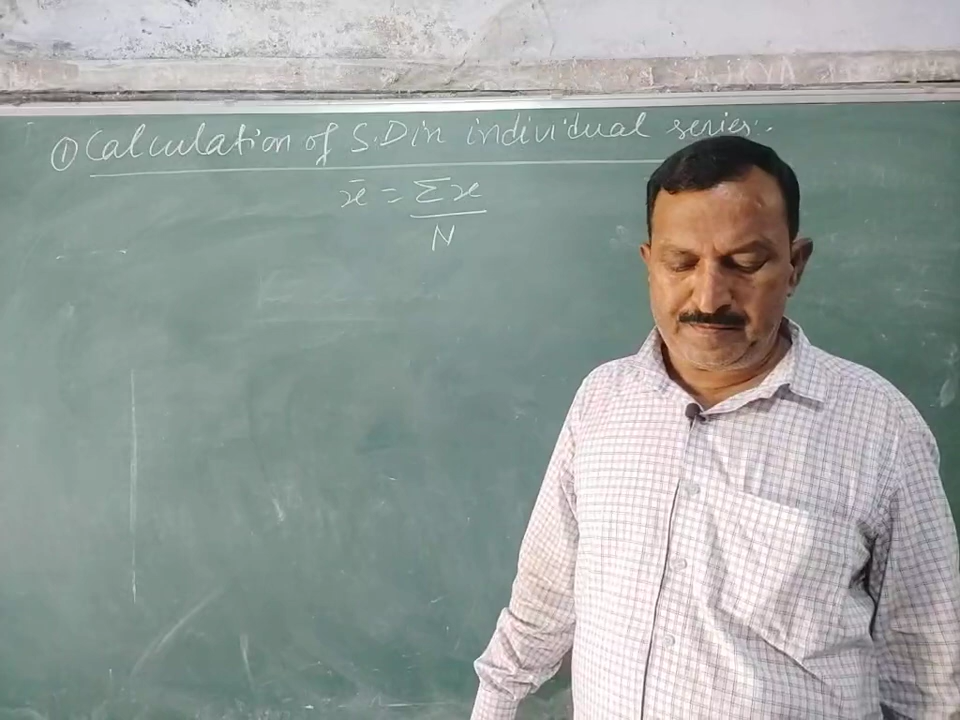 ① Calculation of S.D in individual series:-
x̄ = Σx
N